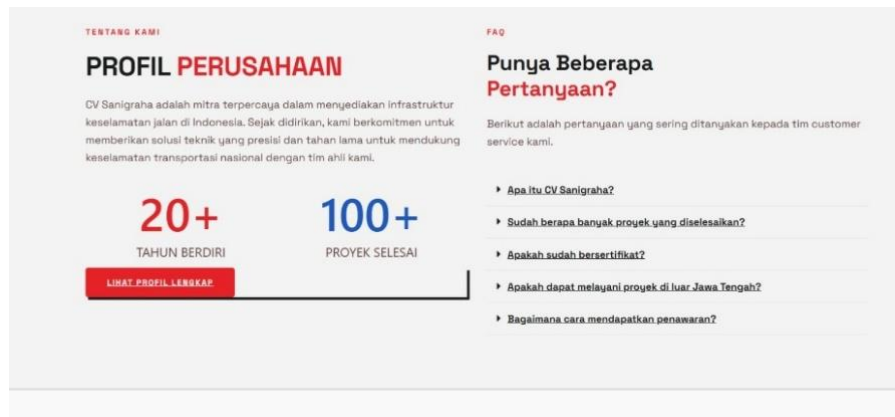 TENTANG KAMI
PROFIL PERUSAHAAN
CV Sanigraha adalah mitra terpercaya dalam menyediakan infrastruktur
keselamatan jalan di Indonesia. Sejak didirikan, kami berkomitmen untuk
memberikan solusi teknik yang presisi dan tahan lama untuk mendukung
keselamatan transportasi nasional dengan tim ahli kami.
20+
TAHUN BERDIRI
100+
PROYEK SELESAI
LIHAT PROFIL LENGKAP
FAQ
Punya Beberapa
Pertanyaan?
Berikut adalah pertanyaan yang sering ditanyakan kepada tim customer
service kami.
Apa itu CV Sanigraha?
Sudah berapa banyak proyek yang diselesaikan?
Apakah sudah bersertifikat?
Apakah dapat melayani proyek di luar Jawa Tengah?
Bagaimana cara mendapatkan penawaran?